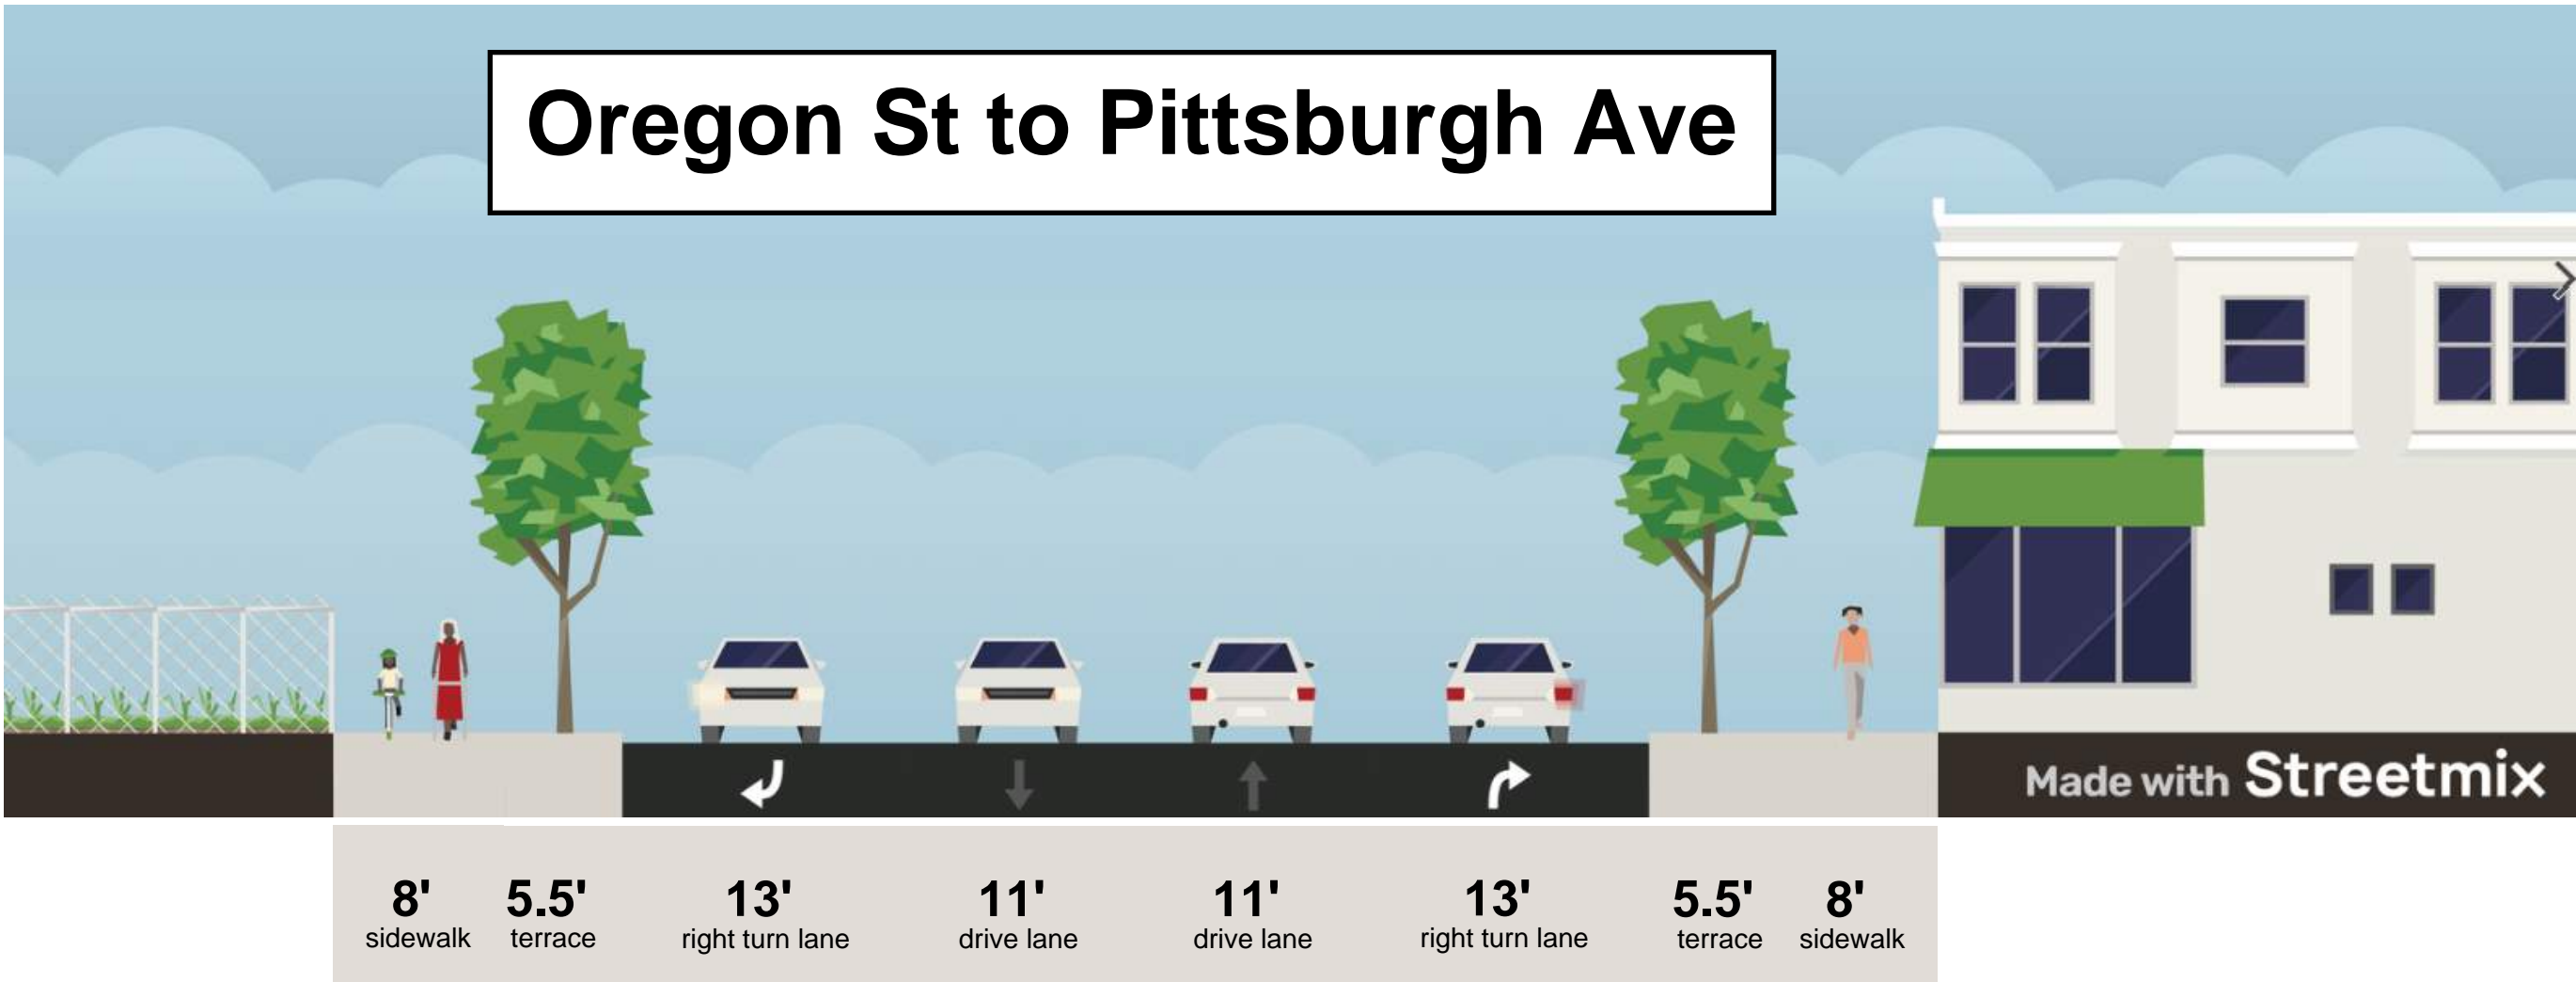 Oregon St to Pittsburgh Ave
Made with Streetmix
8' 5.5' 13' 11' 11' 13' 5.5' 8'
sidewalk terrace right turn lane drive lane drive lane right turn lane terrace sidewalk